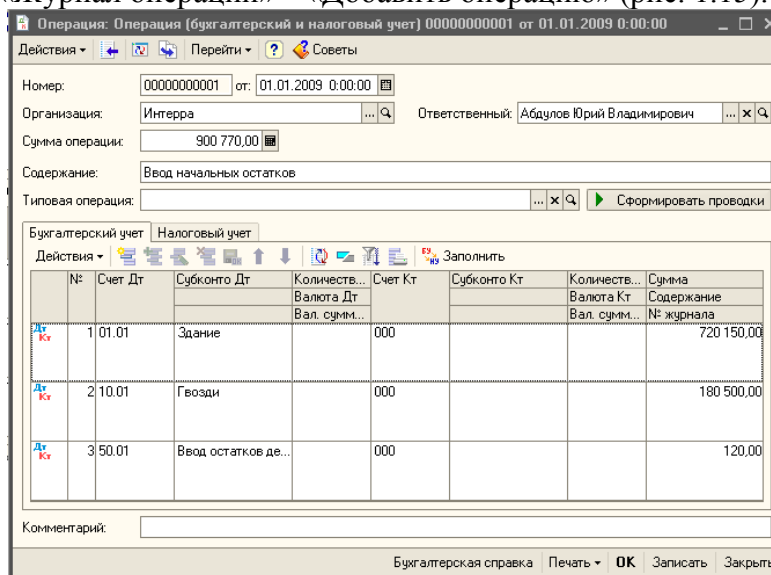 «Журнал операций» – «Добавить операцию» (рис. 1.15).
Операция: Операция (бухгалтерский и налоговый учет) 00000000001 от 01.01.2009 0:00:00
Действия Перейти ? Советы
Номер: 00000000001 от: 01.01.2009 0:00:00
Организация: Интерра ... Ответственный: Абдулов Юрий Владимирович ... x
Сумма операции: 900 770,00
Содержание: Ввод начальных остатков
Типовая операция: ... x Сформировать проводки
Бухгалтерский учет Налоговый учет
Действия Заполнить
№ Счет Дт Субконто Дт Количеств... Счет Кт Субконто Кт Количеств... Сумма
Валюта Дт Валюта Кт Содержание
Вал. сумм... Вал. сумм... № журнала
Дт Кт 1 01.01 Здание 000 720 150,00
Дт Кт 2 10.01 Гвозди 000 180 500,00
Дт Кт 3 50.01 Ввод остатков де... 000 120,00
Комментарий:
Бухгалтерская справка Печать OK Записать Закрыть